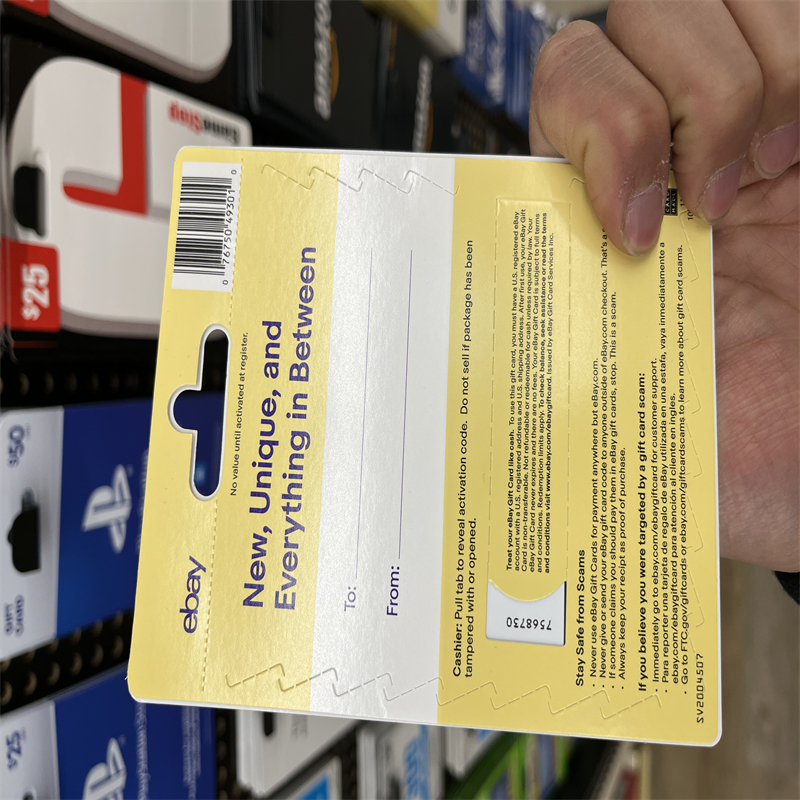 ebay
No value until activated at register.
0 76750 49301 0
New, Unique, and
Everything in Between
To:
From:
Cashier: Pull tab to reveal activation code. Do not sell if package has been
tampered with or opened.
7568730
Treat your eBay Gift Card like cash. To use this gift card, you must have a U.S. registered eBay
account with a U.S. registered address and U.S. shipping address. After first use, your eBay Gift
Card is non-transferable. Not refundable or redeemable for cash unless required by law. Your
eBay Gift Card never expires and there are no fees. Your eBay Gift Card is subject to full terms
and conditions. Redemption limits apply. To check balance, seek assistance or read the terms
and conditions visit www.ebay.com/ebaygiftcard. Issued by eBay Gift Card Services Inc.
Stay Safe from Scams
• Never use eBay Gift Cards for payment anywhere but eBay.com.
• Never give or send your eBay gift card code to anyone outside of eBay.com checkout. That's a
• If someone claims you should pay them in eBay gift cards, stop. This is a scam.
• Always keep your recipt as proof of purchase.
If you believe you were targeted by a gift card scam:
• Immediately go to ebay.com/ebaygiftcard for customer support.
• Para reporter una tarjeta de regalo de eBay utilizada en una estafa, vaya inmediatamente a
ebay.com/ebaygiftcard para atención al cliente en ingles.
• Go to FTC.gov/giftcards or ebay.com/giftcardscams to learn more about gift card scams.
SV2004507
GameStop
$25
$50
GIFT
CARD
$25
amazon